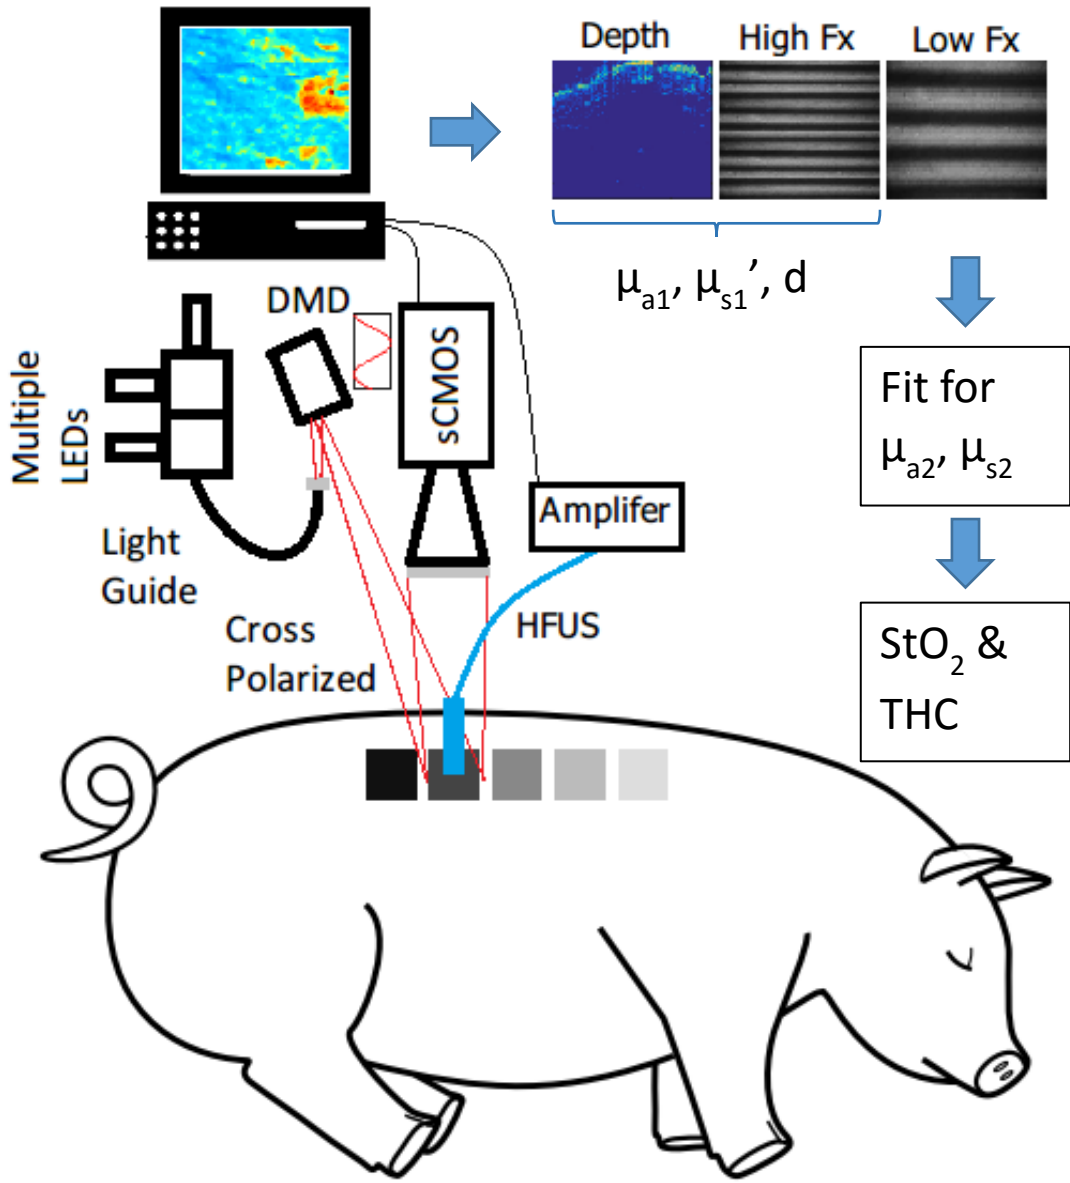 Depth
High Fx
Low Fx
μa1, μs1′, d
DMD
sCMOS
Multiple
LEDs
Fit for
μa2, μs2
Amplifer
Light
Guide
HFUS
Cross
Polarized
StO2 &
THC